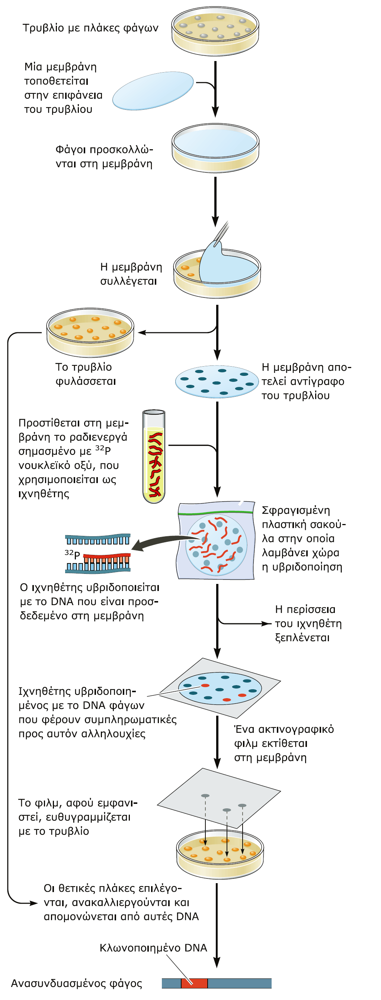 Τρυβλίο με πλάκες φάγων
Μία μεμβράνη
τοποθετείται
στην επιφάνεια
του τρυβλίου
Φάγοι προσκολλώ-
νται στη μεμβράνη
Η μεμβράνη
συλλέγεται
Το τρυβλίο
φυλάσσεται
Η μεμβράνη απο-
τελεί αντίγραφο
του τρυβλίου
Προστίθεται στη μεμ-
βράνη το ραδιενεργά
σημασμένο με ³²P
νουκλεϊκό οξύ, που
χρησιμοποιείται ως
ιχνηθέτης
Σφραγισμένη
πλαστική σακού-
λα στην οποία
λαμβάνει χώρα
η υβριδοποίηση
³²P
Ο ιχνηθέτης υβριδοποιείται
με το DNA που είναι προσ-
δεδεμένο στη μεμβράνη
Η περίσσεια
του ιχνηθέτη
ξεπλένεται
Ιχνηθέτης υβριδοποιη-
μένος με το DNA φάγων
που φέρουν συμπληρωματικές
προς αυτόν αλληλουχίες
Ένα ακτινογραφικό
φιλμ εκτίθεται
στη μεμβράνη
Το φιλμ, αφού εμφανι-
στεί, ευθυγραμμίζεται
με το τρυβλίο
Οι θετικές πλάκες επιλέγο-
νται, ανακαλλιεργούνται και
απομονώνεται από αυτές DNA
Κλωνοποιημένο DNA
Ανασυνδυασμένος φάγος